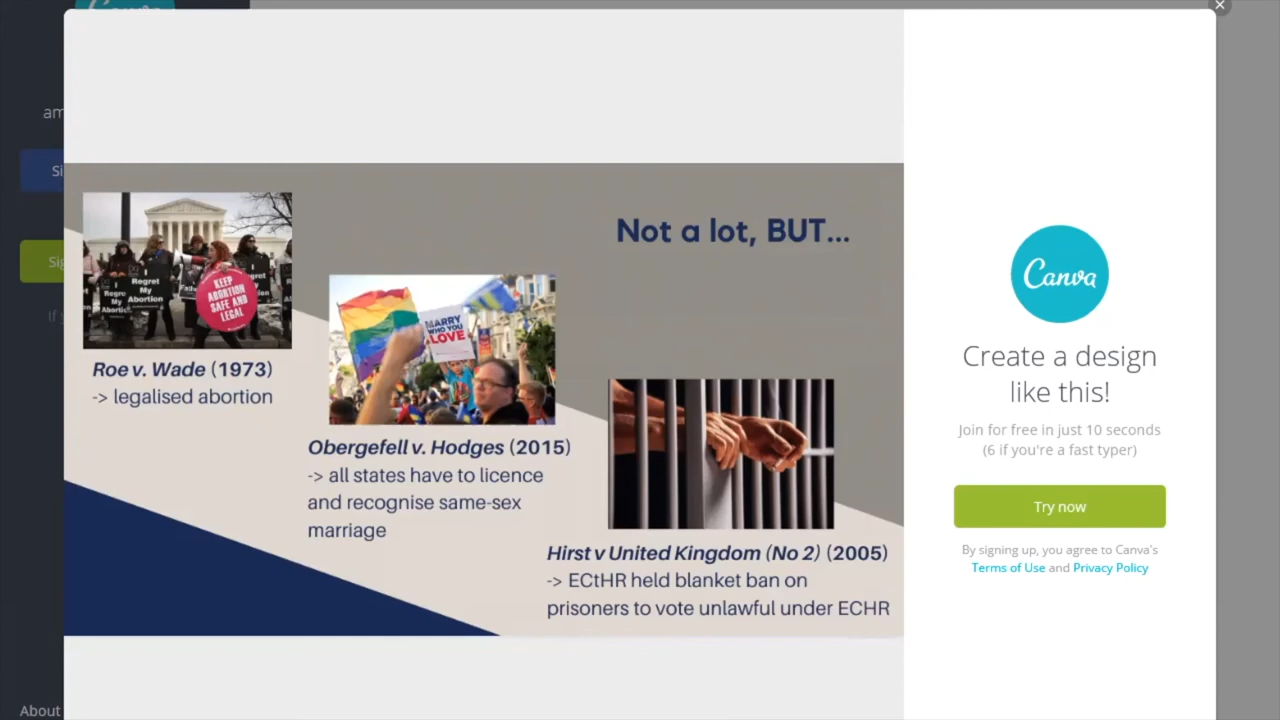 am
Si
Sig
If y
About
Not a lot, BUT...
I
Regret
My
Abortion
KEEP
ABORTION
SAFE AND
LEGAL
Roe v. Wade (1973)
-> legalised abortion
MARRY
WHO YOU
LOVE
Obergefell v. Hodges (2015)
-> all states have to licence
and recognise same-sex
marriage
Hirst v United Kingdom (No 2) (2005)
-> ECtHR held blanket ban on
prisoners to vote unlawful under ECHR
Canva
Create a design
like this!
Join for free in just 10 seconds
(6 if you're a fast typer)
Try now
By signing up, you agree to Canva's
Terms of Use and Privacy Policy